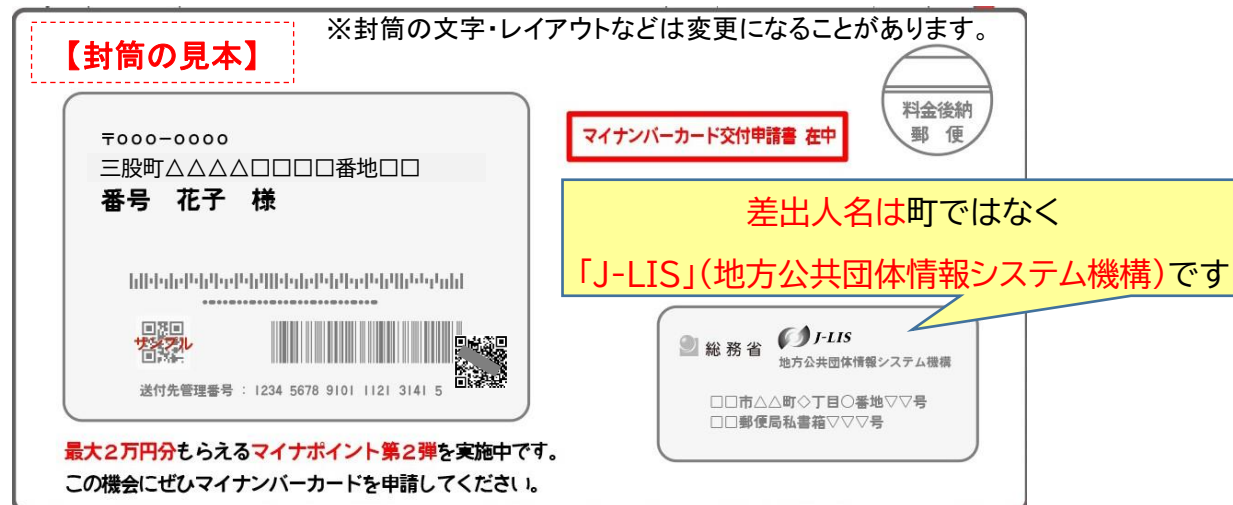 ※封筒の文字・レイアウトなどは変更になることがあります。
【封筒の見本】
料金後納
郵 便
マイナンバーカード交付申請書 在中
〒000-0000
三股町△△△△□□□□番地□□
番号 花子 様
差出人名は町ではなく
「J-LIS」(地方公共団体情報システム機構)です
サンプル
送付先管理番号 : 1234 5678 9101 1121 3141 5
総務省
J-LIS
地方公共団体情報システム機構
□□市△△町◇丁目○番地▽▽号
□□郵便局私書箱▽▽▽号
最大2万円分もらえるマイナポイント第2弾を実施中です。
この機会にぜひマイナンバーカードを申請してください。